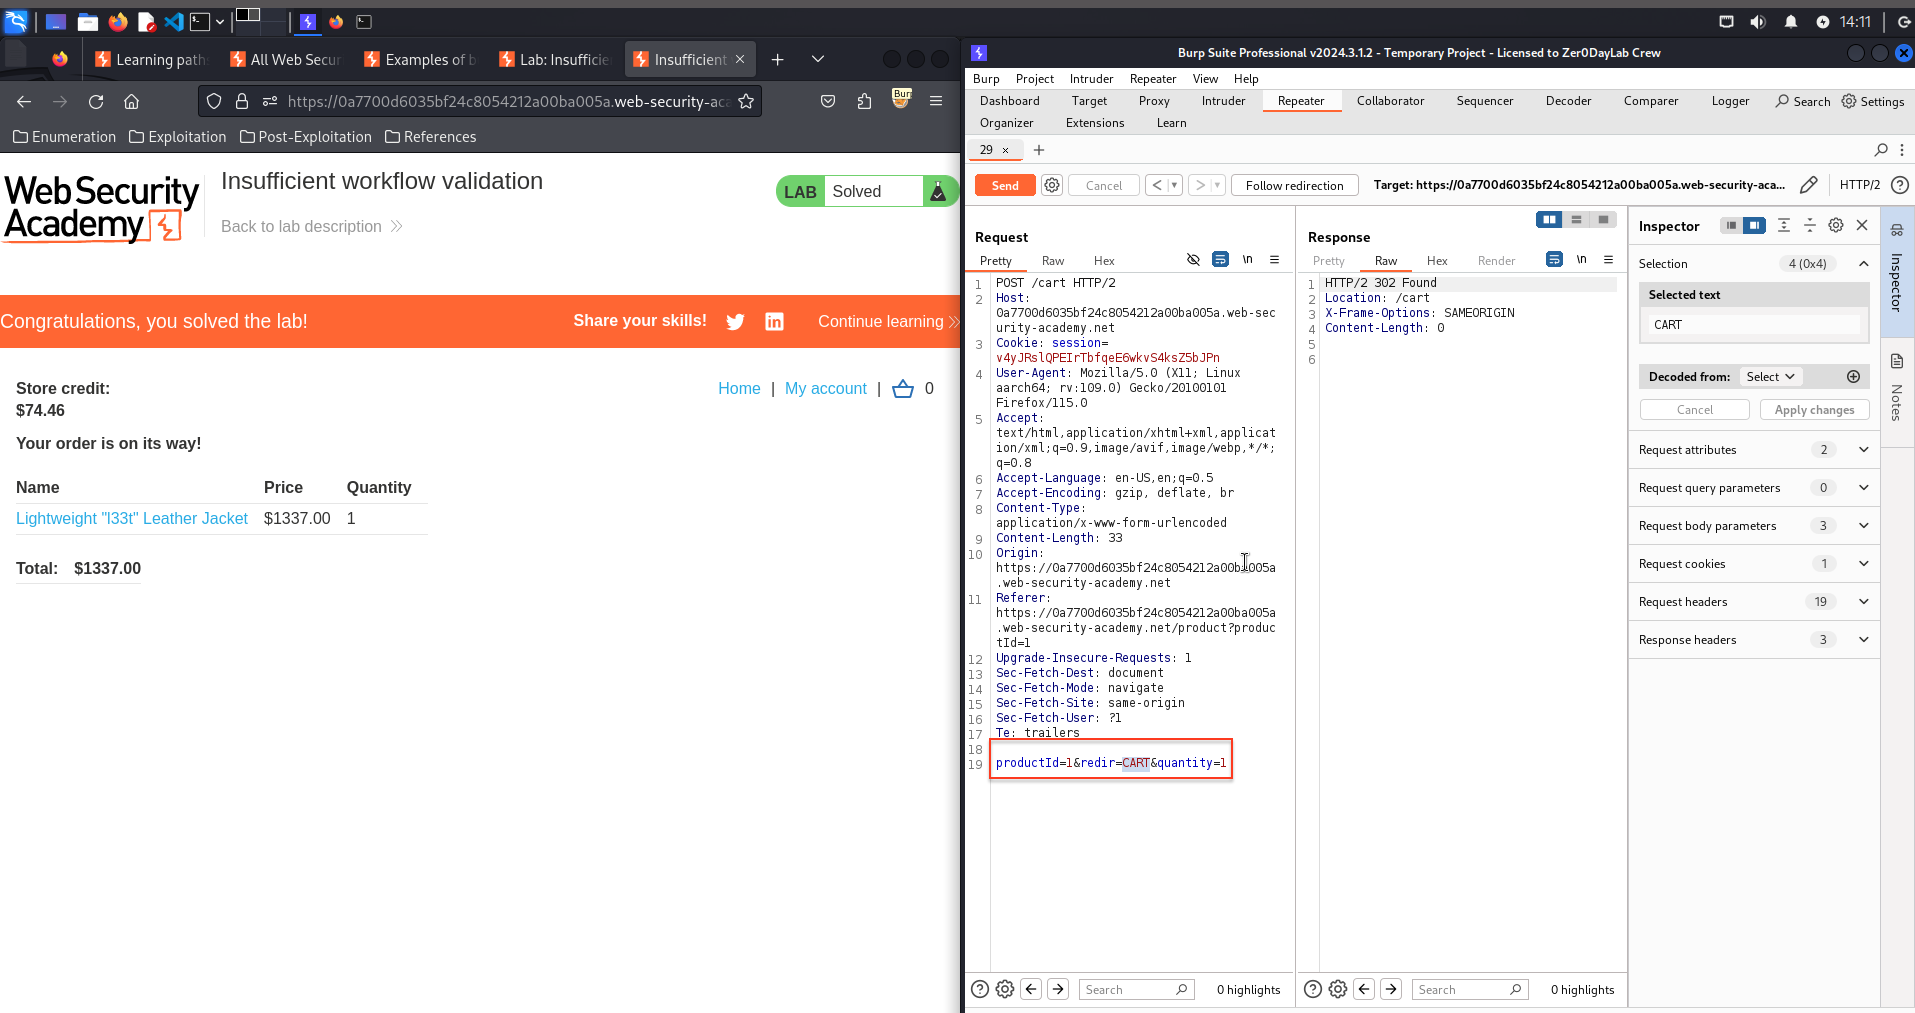 14:11
Learning path
All Web Secur
Examples of b
Lab: Insufficie
Insufficient
https://0a7700d6035bf24c8054212a00ba005a.web-security-aca
Bur
Enumeration
Exploitation
Post-Exploitation
References
Web Security
Academy
Insufficient workflow validation
Back to lab description
LAB
Solved
Congratulations, you solved the lab!
Share your skills!
Continue learning
Store credit:
$74.46
Home | My account | 0
Your order is on its way!
Name Price Quantity
Lightweight "l33t" Leather Jacket $1337.00 1
Total: $1337.00
Burp Suite Professional v2024.3.1.2 - Temporary Project - Licensed to Zer0DayLab Crew
Burp Project Intruder Repeater View Help
Dashboard Target Proxy Intruder Repeater Collaborator Sequencer Decoder Comparer Logger Search Settings
Organizer Extensions Learn
29 × +
Send Cancel < > Follow redirection Target: https://0a7700d6035bf24c8054212a00ba005a.web-security-aca... HTTP/2
Request
Pretty Raw Hex \n
1 POST /cart HTTP/2
2 Host:
0a7700d6035bf24c8054212a00ba005a.web-sec
urity-academy.net
3 Cookie: session=
v4yJRslQPEIrTbfqeE6wkvS4ksZ5bJPn
4 User-Agent: Mozilla/5.0 (X11; Linux
aarch64; rv:109.0) Gecko/20100101
Firefox/115.0
5 Accept:
text/html,application/xhtml+xml,applicat
ion/xml;q=0.9,image/avif,image/webp,*/*;
q=0.8
6 Accept-Language: en-US,en;q=0.5
7 Accept-Encoding: gzip, deflate, br
8 Content-Type:
application/x-www-form-urlencoded
9 Content-Length: 33
10 Origin:
https://0a7700d6035bf24c8054212a00ba005a
.web-security-academy.net
11 Referer:
https://0a7700d6035bf24c8054212a00ba005a
.web-security-academy.net/product?produc
tId=1
12 Upgrade-Insecure-Requests: 1
13 Sec-Fetch-Dest: document
14 Sec-Fetch-Mode: navigate
15 Sec-Fetch-Site: same-origin
16 Sec-Fetch-User: ?1
17 Te: trailers
18
19 productId=1&redir=CART&quantity=1
Search 0 highlights
Response
Pretty Raw Hex Render \n
1 HTTP/2 302 Found
2 Location: /cart
3 X-Frame-Options: SAMEORIGIN
4 Content-Length: 0
5
6
Search 0 highlights
Inspector
Selection 4 (0x4)
Selected text
CART
Decoded from: Select
Cancel Apply changes
Request attributes 2
Request query parameters 0
Request body parameters 3
Request cookies 1
Request headers 19
Response headers 3
Inspector
Notes